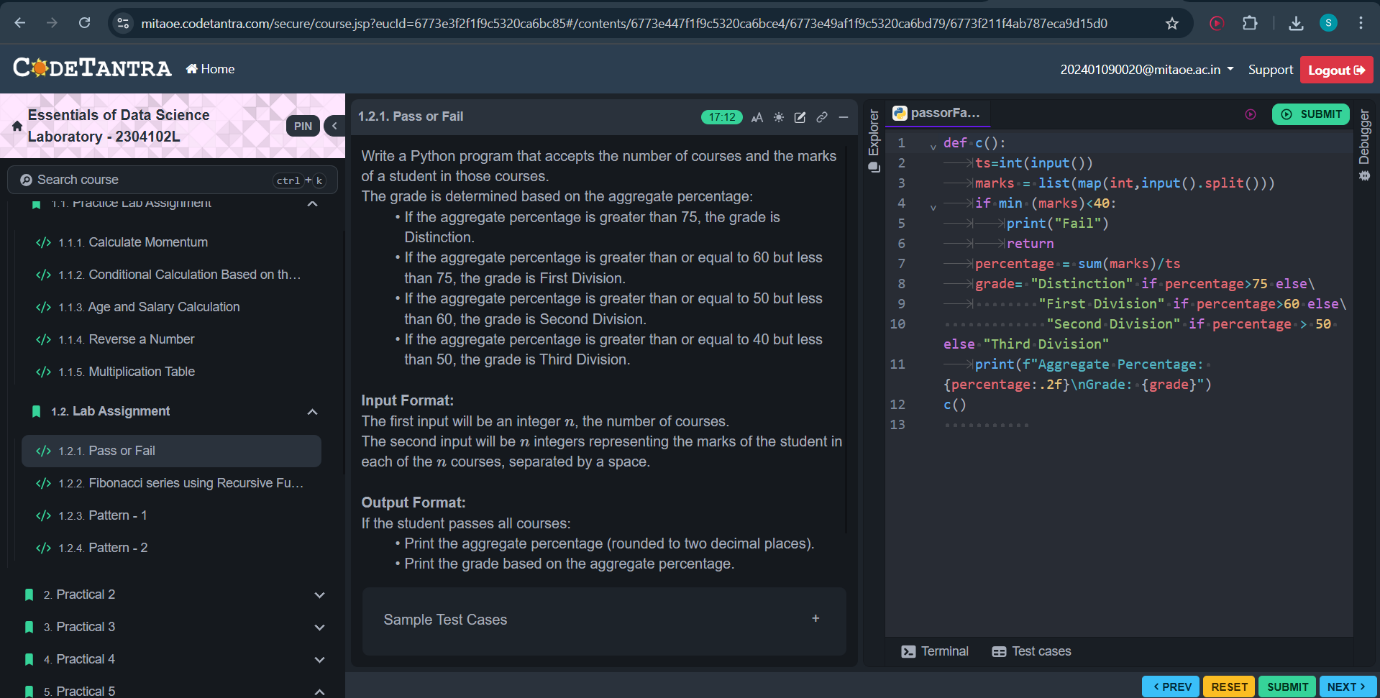 mitaoe.codetantra.com/secure/course.jsp?eucId=6773e3f2f1f9c5320ca6bc85#/contents/6773e447f1f9c5320ca6bce4/6773e49af1f9c5320ca6bd79/6773f211f4ab787eca9d15d0
S
CODETANTRA
Home
202401090020@mitaoe.ac.in
Support
Logout
Essentials of Data Science
Laboratory - 2304102L
PIN
Search course
ctrl + k
1.1. Practice Lab Assignment
</> 1.1.1. Calculate Momentum
</> 1.1.2. Conditional Calculation Based on th...
</> 1.1.3. Age and Salary Calculation
</> 1.1.4. Reverse a Number
</> 1.1.5. Multiplication Table
1.2. Lab Assignment
</> 1.2.1. Pass or Fail
</> 1.2.2. Fibonacci series using Recursive Fu...
</> 1.2.3. Pattern - 1
</> 1.2.4. Pattern - 2
2. Practical 2
3. Practical 3
4. Practical 4
5. Practical 5
1.2.1. Pass or Fail
17:12
AA
Write a Python program that accepts the number of courses and the marks
of a student in those courses.
The grade is determined based on the aggregate percentage:
• If the aggregate percentage is greater than 75, the grade is
Distinction.
• If the aggregate percentage is greater than or equal to 60 but less
than 75, the grade is First Division.
• If the aggregate percentage is greater than or equal to 50 but less
than 60, the grade is Second Division.
• If the aggregate percentage is greater than or equal to 40 but less
than 50, the grade is Third Division.
Input Format:
The first input will be an integer n, the number of courses.
The second input will be n integers representing the marks of the student in
each of the n courses, separated by a space.
Output Format:
If the student passes all courses:
• Print the aggregate percentage (rounded to two decimal places).
• Print the grade based on the aggregate percentage.
Sample Test Cases
+
Explorer
passorFa...
SUBMIT
Debugger
1 def c():
2 ts=int(input())
3 marks = list(map(int,input().split()))
4 if min (marks)<40:
5 print("Fail")
6 return
7 percentage = sum(marks)/ts
8 grade= "Distinction" if percentage>75 else\
9 "First Division" if percentage>60 else\
10 "Second Division" if percentage > 50
else "Third Division"
11 print(f"Aggregate Percentage:
{percentage:.2f}\nGrade: {grade}")
12 c()
13
Terminal
Test cases
< PREV
RESET
SUBMIT
NEXT >